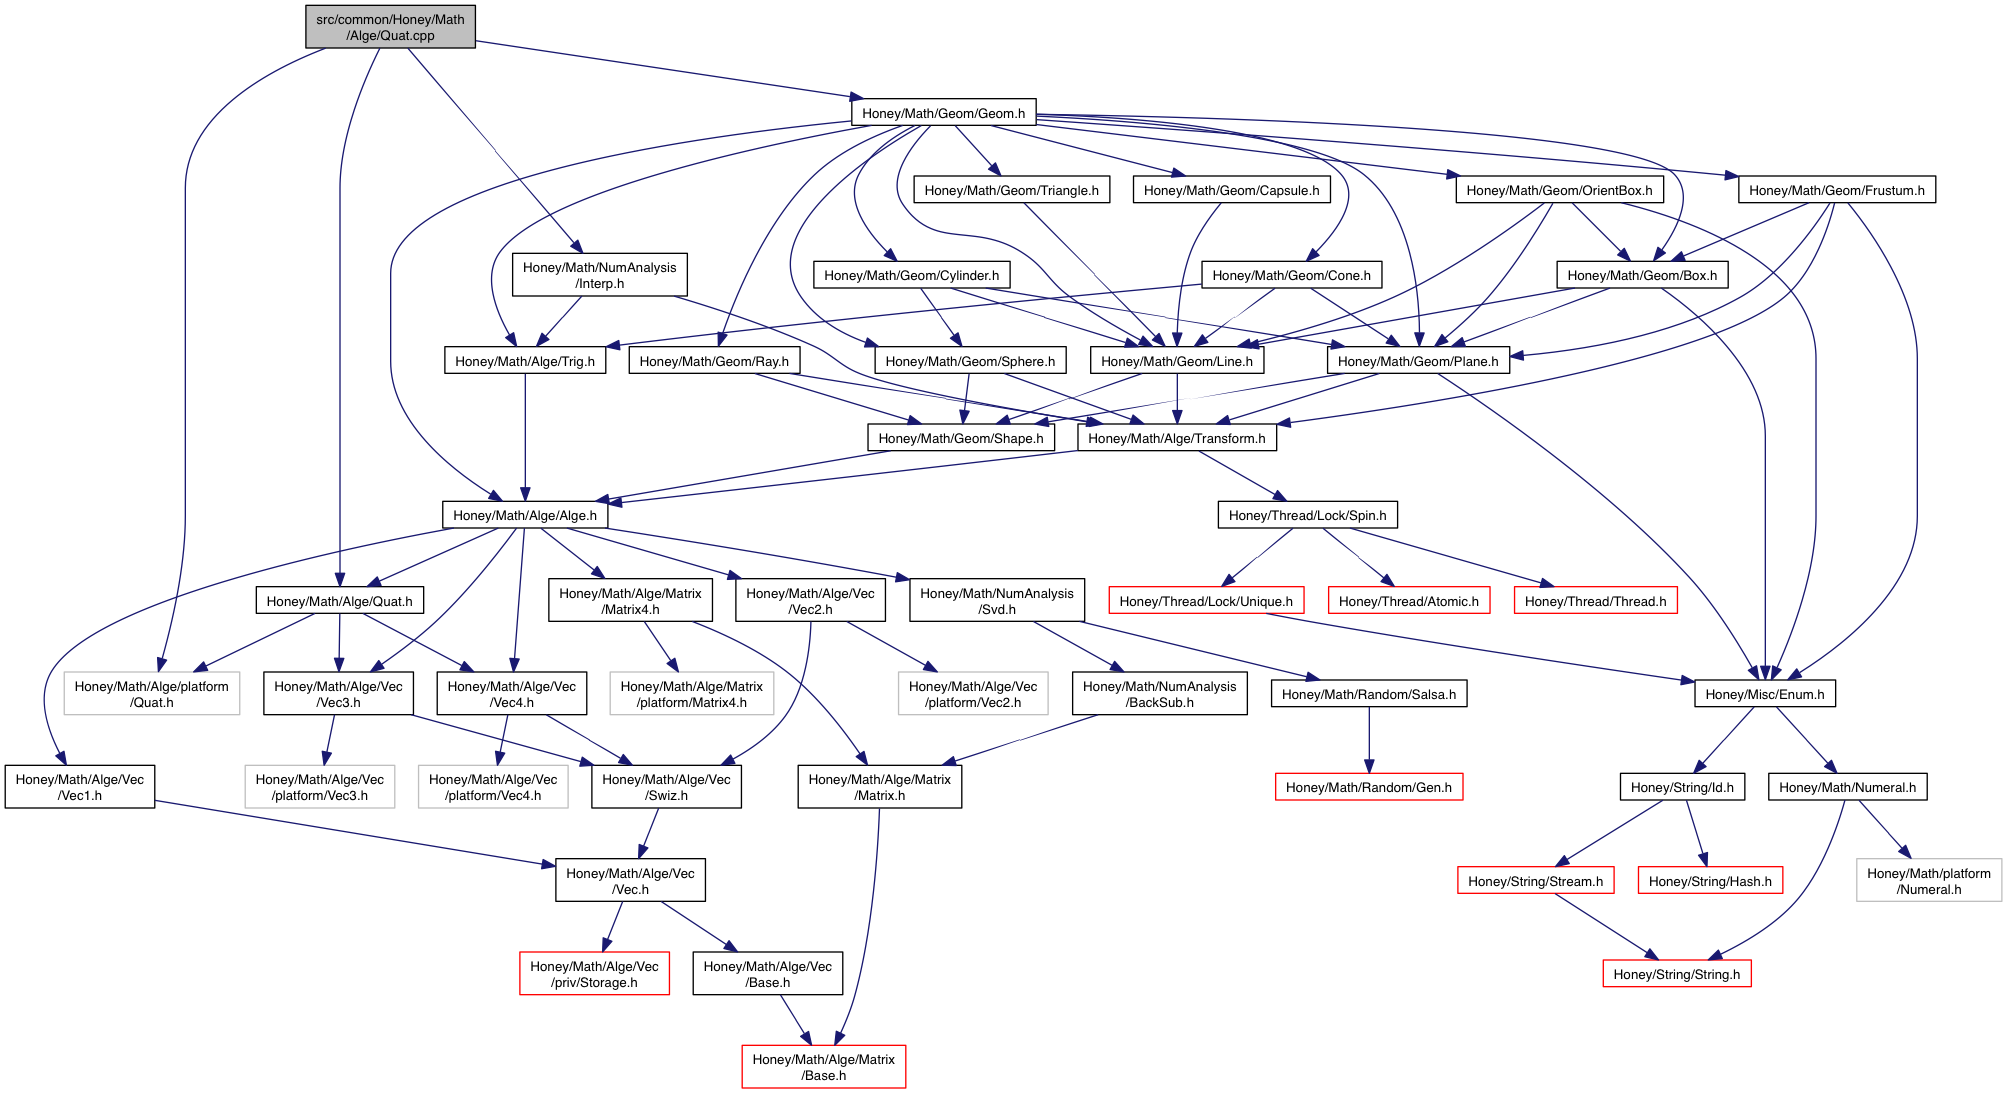 src/common/Honey/Math
/Alge/Quat.cpp
Honey/Math/Geom/Geom.h
Honey/Math/Geom/Triangle.h
Honey/Math/Geom/Capsule.h
Honey/Math/Geom/OrientBox.h
Honey/Math/Geom/Frustum.h
Honey/Math/NumAnalysis
/Interp.h
Honey/Math/Geom/Cylinder.h
Honey/Math/Geom/Cone.h
Honey/Math/Geom/Box.h
Honey/Math/Alge/Trig.h
Honey/Math/Geom/Ray.h
Honey/Math/Geom/Sphere.h
Honey/Math/Geom/Line.h
Honey/Math/Geom/Plane.h
Honey/Math/Geom/Shape.h
Honey/Math/Alge/Transform.h
Honey/Math/Alge/Alge.h
Honey/Thread/Lock/Spin.h
Honey/Math/Alge/Quat.h
Honey/Math/Alge/Matrix
/Matrix4.h
Honey/Math/Alge/Vec
/Vec2.h
Honey/Math/NumAnalysis
/Svd.h
Honey/Thread/Lock/Unique.h
Honey/Thread/Atomic.h
Honey/Thread/Thread.h
Honey/Math/Alge/platform
/Quat.h
Honey/Math/Alge/Vec
/Vec3.h
Honey/Math/Alge/Vec
/Vec4.h
Honey/Math/Alge/Matrix
/platform/Matrix4.h
Honey/Math/Alge/Vec
/platform/Vec2.h
Honey/Math/NumAnalysis
/BackSub.h
Honey/Math/Random/Salsa.h
Honey/Misc/Enum.h
Honey/Math/Alge/Vec
/Vec1.h
Honey/Math/Alge/Vec
/platform/Vec3.h
Honey/Math/Alge/Vec
/platform/Vec4.h
Honey/Math/Alge/Vec
/Swiz.h
Honey/Math/Alge/Matrix
/Matrix.h
Honey/Math/Random/Gen.h
Honey/String/Id.h
Honey/Math/Numeral.h
Honey/Math/Alge/Vec
/Vec.h
Honey/String/Stream.h
Honey/String/Hash.h
Honey/Math/platform
/Numeral.h
Honey/Math/Alge/Vec
/priv/Storage.h
Honey/Math/Alge/Vec
/Base.h
Honey/String/String.h
Honey/Math/Alge/Matrix
/Base.h